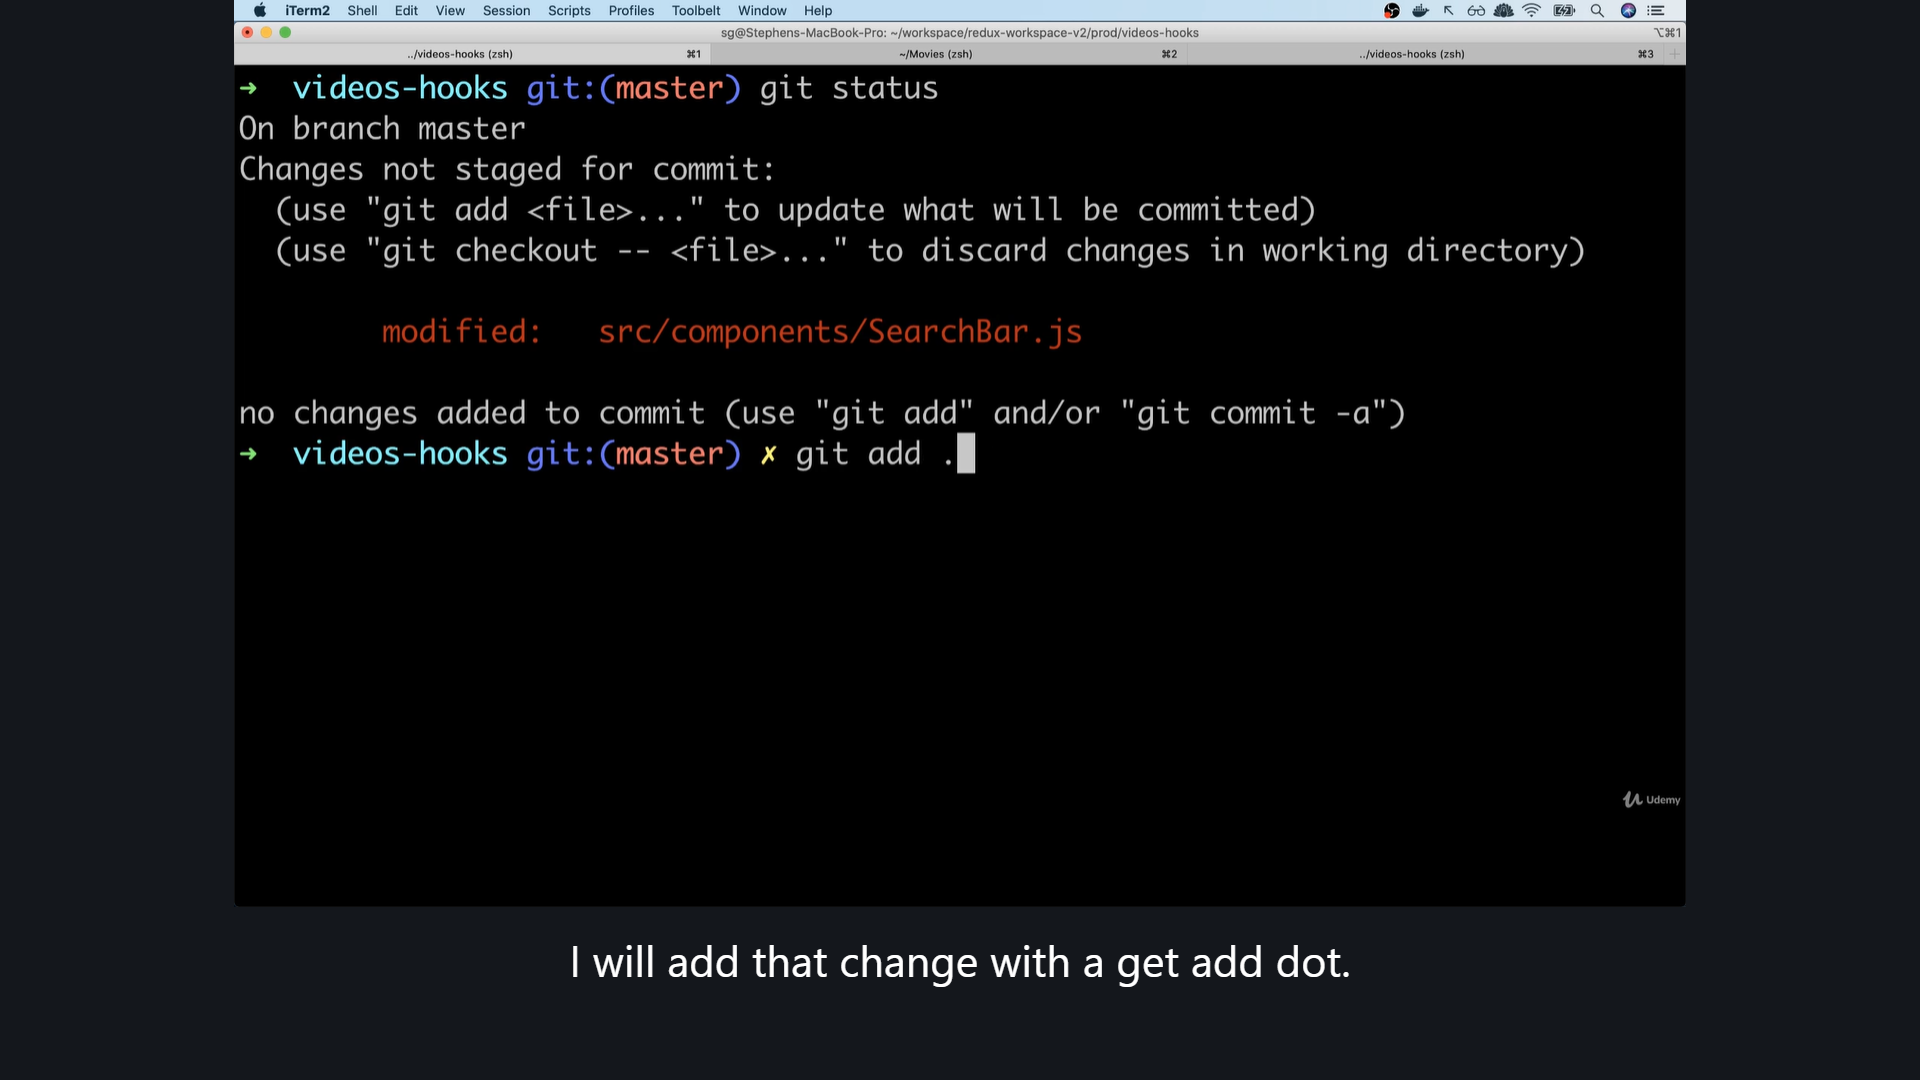 iTerm2 Shell Edit View Session Scripts Profiles Toolbelt Window Help
sg@Stephens-MacBook-Pro: ~/workspace/redux-workspace-v2/prod/videos-hooks ⌥⌘1
../videos-hooks (zsh) ⌘1 ~/Movies (zsh) ⌘2 ../videos-hooks (zsh) ⌘3
➜ videos-hooks git:(master) git status
On branch master
Changes not staged for commit:
(use "git add <file>..." to update what will be committed)
(use "git checkout -- <file>..." to discard changes in working directory)
modified: src/components/SearchBar.js
no changes added to commit (use "git add" and/or "git commit -a")
➜ videos-hooks git:(master) ✗ git add .
Udemy
I will add that change with a get add dot.